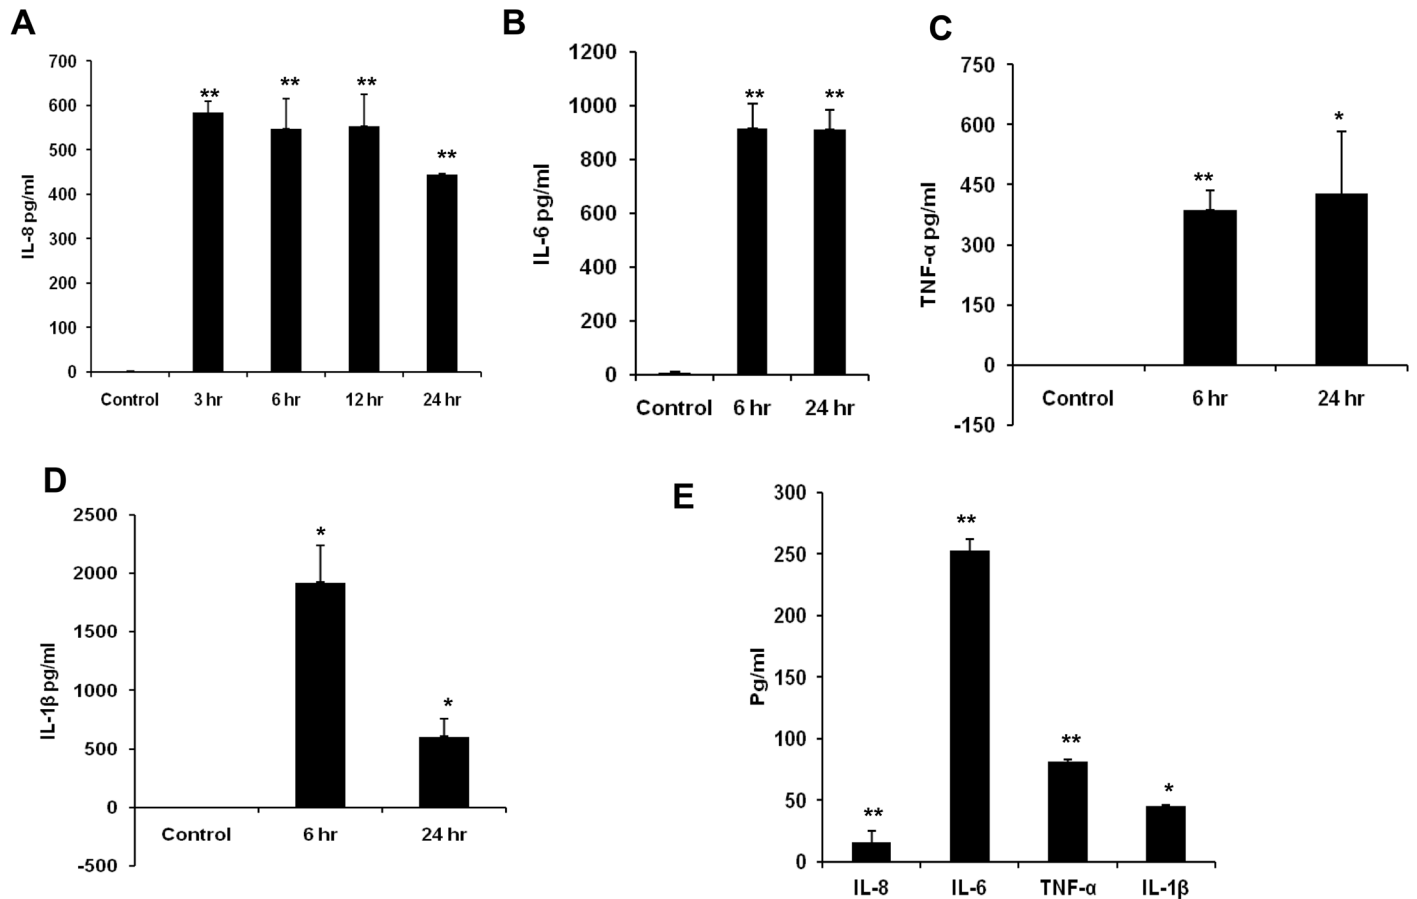 A
IL-8 pg/ml
700
600
500
400
300
200
100
0
** ** ** **
Control 3 hr 6 hr 12 hr 24 hr
B
IL-6 pg/ml
1200
1000
800
600
400
200
0
** **
Control 6 hr 24 hr
C
TNF-α pg/ml
750
600
450
300
150
0
-150
** *
Control 6 hr 24 hr
D
IL-1β pg/ml
2500
2000
1500
1000
500
0
-500
* *
Control 6 hr 24 hr
E
Pg/ml
300
250
200
150
100
50
0
** ** ** *
IL-8 IL-6 TNF-α IL-1β